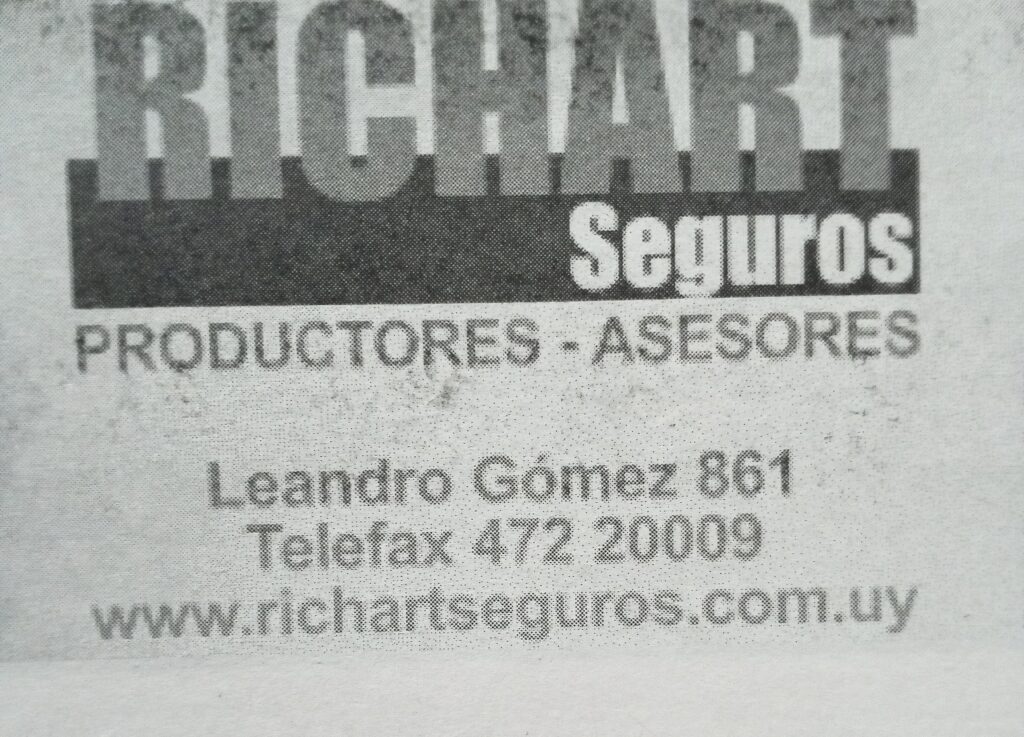 RICHART
Seguros
PRODUCTORES - ASESORES
Leandro Gómez 861
Telefax 472 20009
www.richartseguros.com.uy